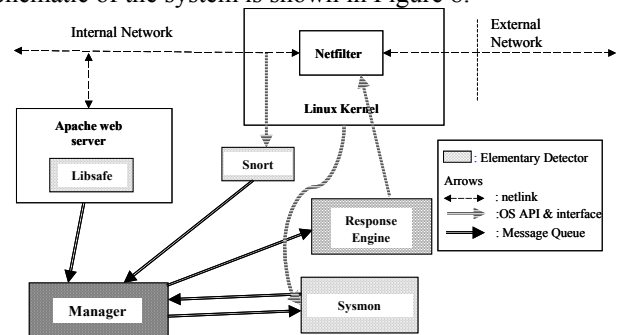 schematic of the system is shown in Figure 8.
Internal Network
External
Network
Netfilter
Linux Kernel
Apache web
server
Libsafe
Snort
: Elementary Detector
Arrows
: netlink
:OS API & interface
: Message Queue
Response
Engine
Manager
Sysmon